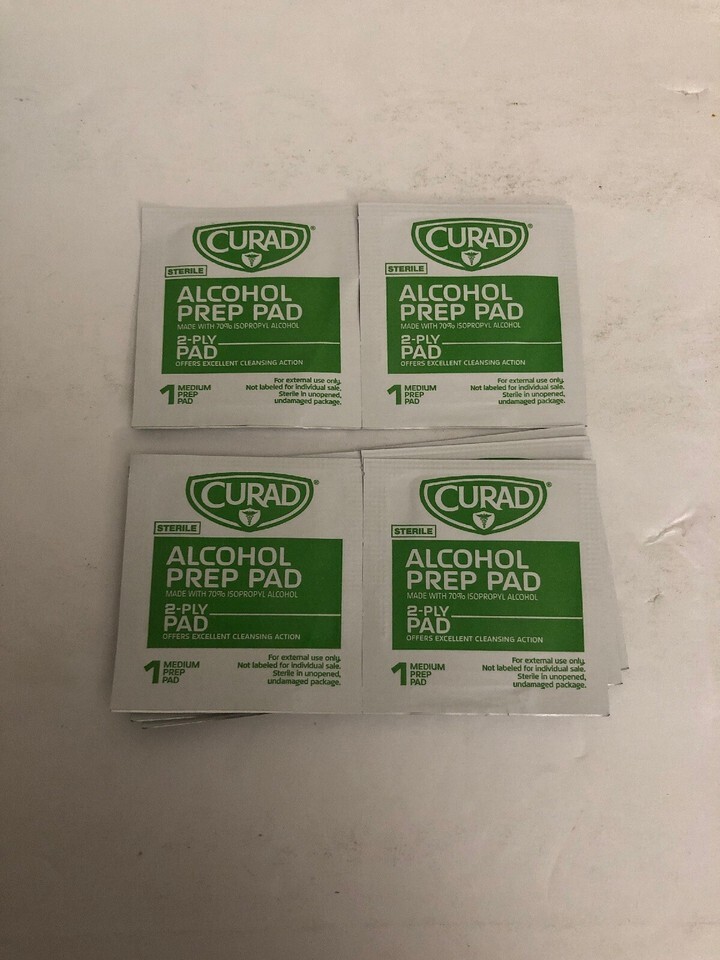 CURAD®
STERILE
ALCOHOL
PREP PAD
MADE WITH 70% ISOPROPYL ALCOHOL
2-PLY
PAD
OFFERS EXCELLENT CLEANSING ACTION
1 MEDIUM
PREP
PAD
For external use only.
Not labeled for individual sale.
Sterile in unopened,
undamaged package.
CURAD®
STERILE
ALCOHOL
PREP PAD
MADE WITH 70% ISOPROPYL ALCOHOL
2-PLY
PAD
OFFERS EXCELLENT CLEANSING ACTION
1 MEDIUM
PREP
PAD
For external use only.
Not labeled for individual sale.
Sterile in unopened,
undamaged package.
CURAD®
STERILE
ALCOHOL
PREP PAD
MADE WITH 70% ISOPROPYL ALCOHOL
2-PLY
PAD
OFFERS EXCELLENT CLEANSING ACTION
1 MEDIUM
PREP
PAD
For external use only.
Not labeled for individual sale.
Sterile in unopened,
undamaged package.
CURAD®
STERILE
ALCOHOL
PREP PAD
MADE WITH 70% ISOPROPYL ALCOHOL
2-PLY
PAD
OFFERS EXCELLENT CLEANSING ACTION
1 MEDIUM
PREP
PAD
For external use only.
Not labeled for individual sale.
Sterile in unopened,
undamaged package.